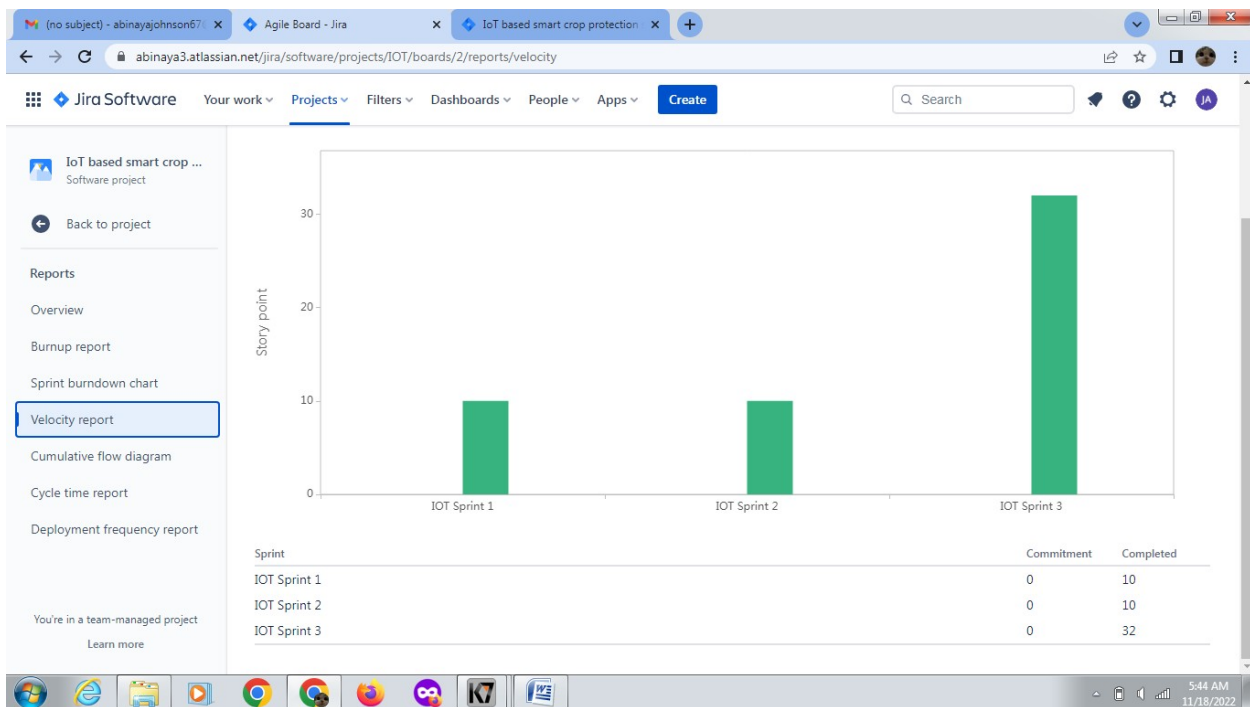 (no subject) - abinayajohnson67(
Agile Board - Jira
IoT based smart crop protection
abinaya3.atlassian.net/jira/software/projects/IOT/boards/2/reports/velocity
Jira Software Your work Projects Filters Dashboards People Apps Create Search JA
IoT based smart crop ...
Software project
Back to project
Reports
Overview
Burnup report
Sprint burndown chart
Velocity report
Cumulative flow diagram
Cycle time report
Deployment frequency report
You're in a team-managed project
Learn more
Story point
30
20
10
0
IOT Sprint 1 IOT Sprint 2 IOT Sprint 3
Sprint Commitment Completed
IOT Sprint 1 0 10
IOT Sprint 2 0 10
IOT Sprint 3 0 32
K7
5:44 AM
11/18/2022